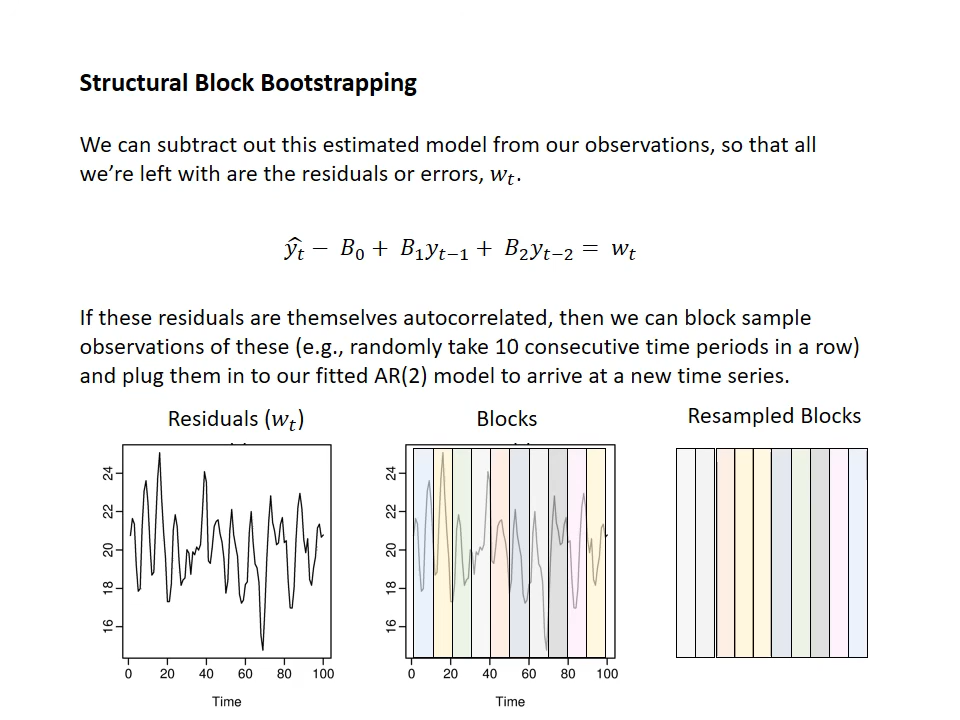 Structural Block Bootstrapping
We can subtract out this estimated model from our observations, so that all
we’re left with are the residuals or errors, 𝑤ₜ.
ŷₜ − B₀ + B₁yₜ₋₁ + B₂yₜ₋₂ = wₜ
If these residuals are themselves autocorrelated, then we can block sample
observations of these (e.g., randomly take 10 consecutive time periods in a row)
and plug them in to our fitted AR(2) model to arrive at a new time series.
Residuals (wₜ)
Blocks
Resampled Blocks
24
22
20
18
16
0 20 40 60 80 100
Time
24
22
20
18
16
0 20 40 60 80 100
Time